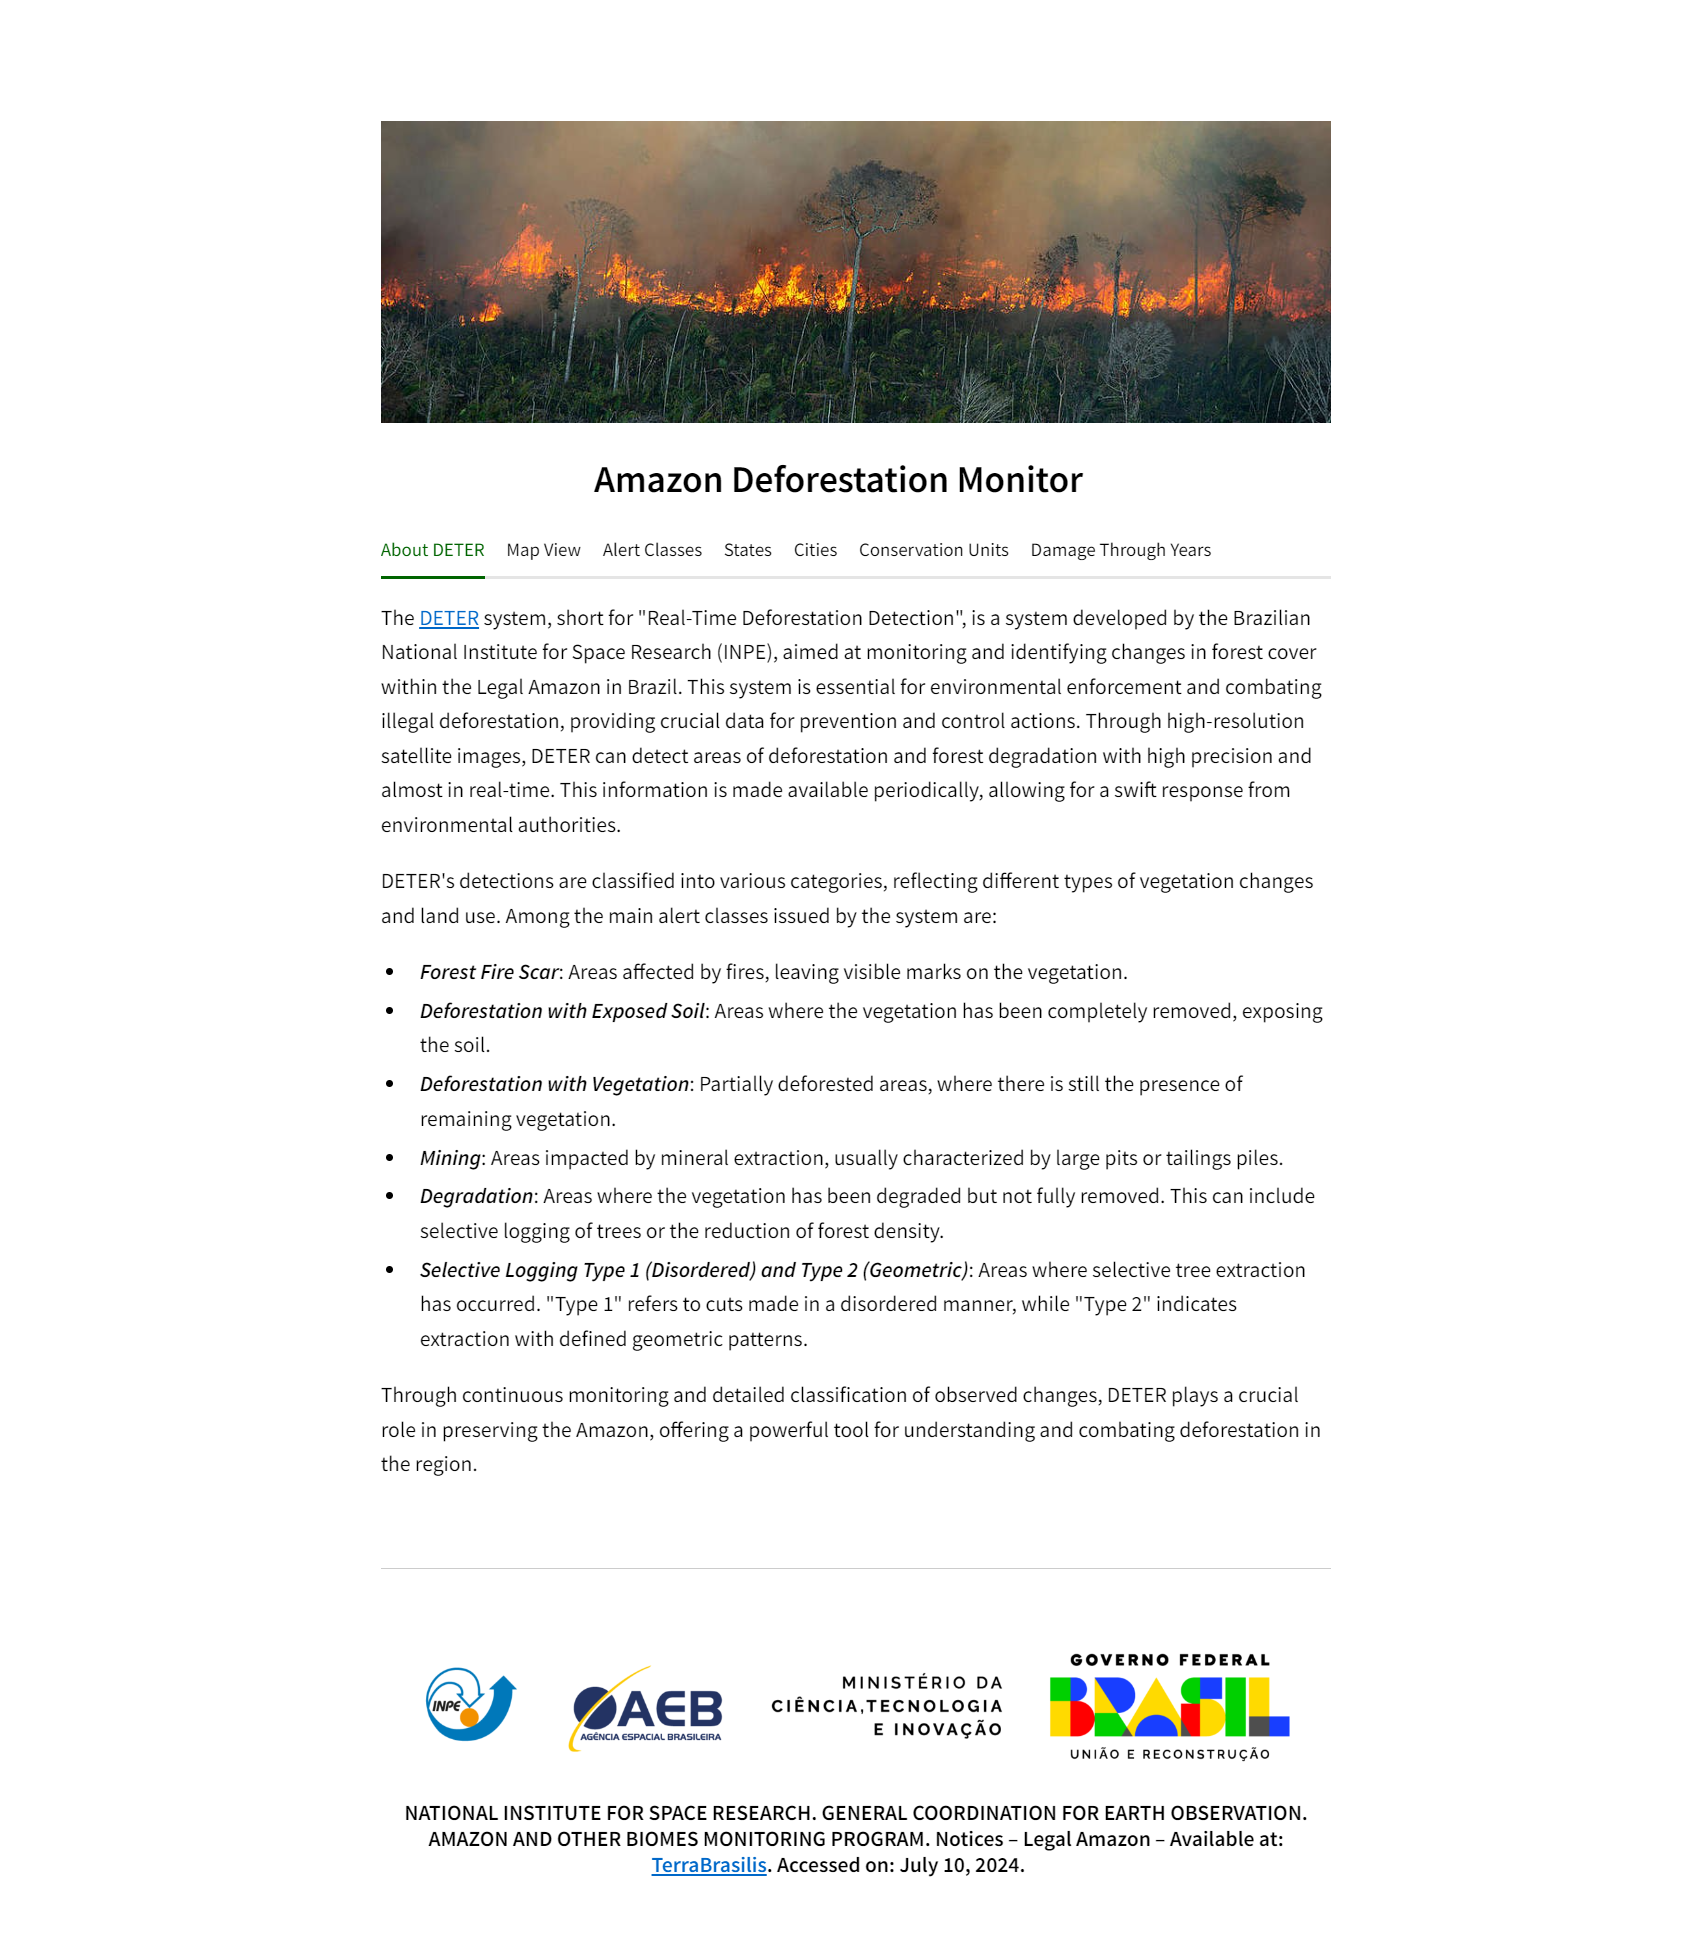 Amazon Deforestation Monitor
About DETER Map View Alert Classes States Cities Conservation Units Damage Through Years
The DETER system, short for "Real-Time Deforestation Detection", is a system developed by the Brazilian
National Institute for Space Research (INPE), aimed at monitoring and identifying changes in forest cover
within the Legal Amazon in Brazil. This system is essential for environmental enforcement and combating
illegal deforestation, providing crucial data for prevention and control actions. Through high-resolution
satellite images, DETER can detect areas of deforestation and forest degradation with high precision and
almost in real-time. This information is made available periodically, allowing for a swift response from
environmental authorities.
DETER's detections are classified into various categories, reflecting different types of vegetation changes
and land use. Among the main alert classes issued by the system are:
• Forest Fire Scar: Areas affected by fires, leaving visible marks on the vegetation.
• Deforestation with Exposed Soil: Areas where the vegetation has been completely removed, exposing
the soil.
• Deforestation with Vegetation: Partially deforested areas, where there is still the presence of
remaining vegetation.
• Mining: Areas impacted by mineral extraction, usually characterized by large pits or tailings piles.
• Degradation: Areas where the vegetation has been degraded but not fully removed. This can include
selective logging of trees or the reduction of forest density.
• Selective Logging Type 1 (Disordered) and Type 2 (Geometric): Areas where selective tree extraction
has occurred. "Type 1" refers to cuts made in a disordered manner, while "Type 2" indicates
extraction with defined geometric patterns.
Through continuous monitoring and detailed classification of observed changes, DETER plays a crucial
role in preserving the Amazon, offering a powerful tool for understanding and combating deforestation in
the region.
INPE
AEB
AGÊNCIA ESPACIAL BRASILEIRA
MINISTÉRIO DA
CIÊNCIA,TECNOLOGIA
E INOVAÇÃO
GOVERNO FEDERAL
BRASIL
UNIÃO E RECONSTRUÇÃO
NATIONAL INSTITUTE FOR SPACE RESEARCH. GENERAL COORDINATION FOR EARTH OBSERVATION.
AMAZON AND OTHER BIOMES MONITORING PROGRAM. Notices – Legal Amazon – Available at:
TerraBrasilis. Accessed on: July 10, 2024.